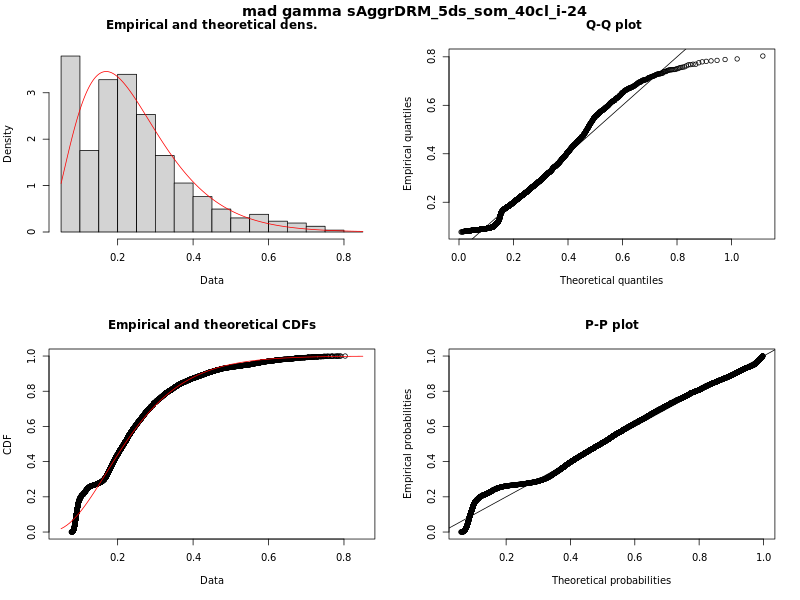 mad gamma sAggrDRM_5ds_som_40cl_i-24
Empirical and theoretical dens.
Density
0 1 2 3
0.2 0.4 0.6 0.8
Data
Q-Q plot
Empirical quantiles
0.2 0.4 0.6 0.8
0.0 0.2 0.4 0.6 0.8 1.0
Theoretical quantiles
Empirical and theoretical CDFs
CDF
0.0 0.2 0.4 0.6 0.8 1.0
0.2 0.4 0.6 0.8
Data
P-P plot
Empirical probabilities
0.0 0.2 0.4 0.6 0.8 1.0
0.2 0.4 0.6 0.8 1.0
Theoretical probabilities